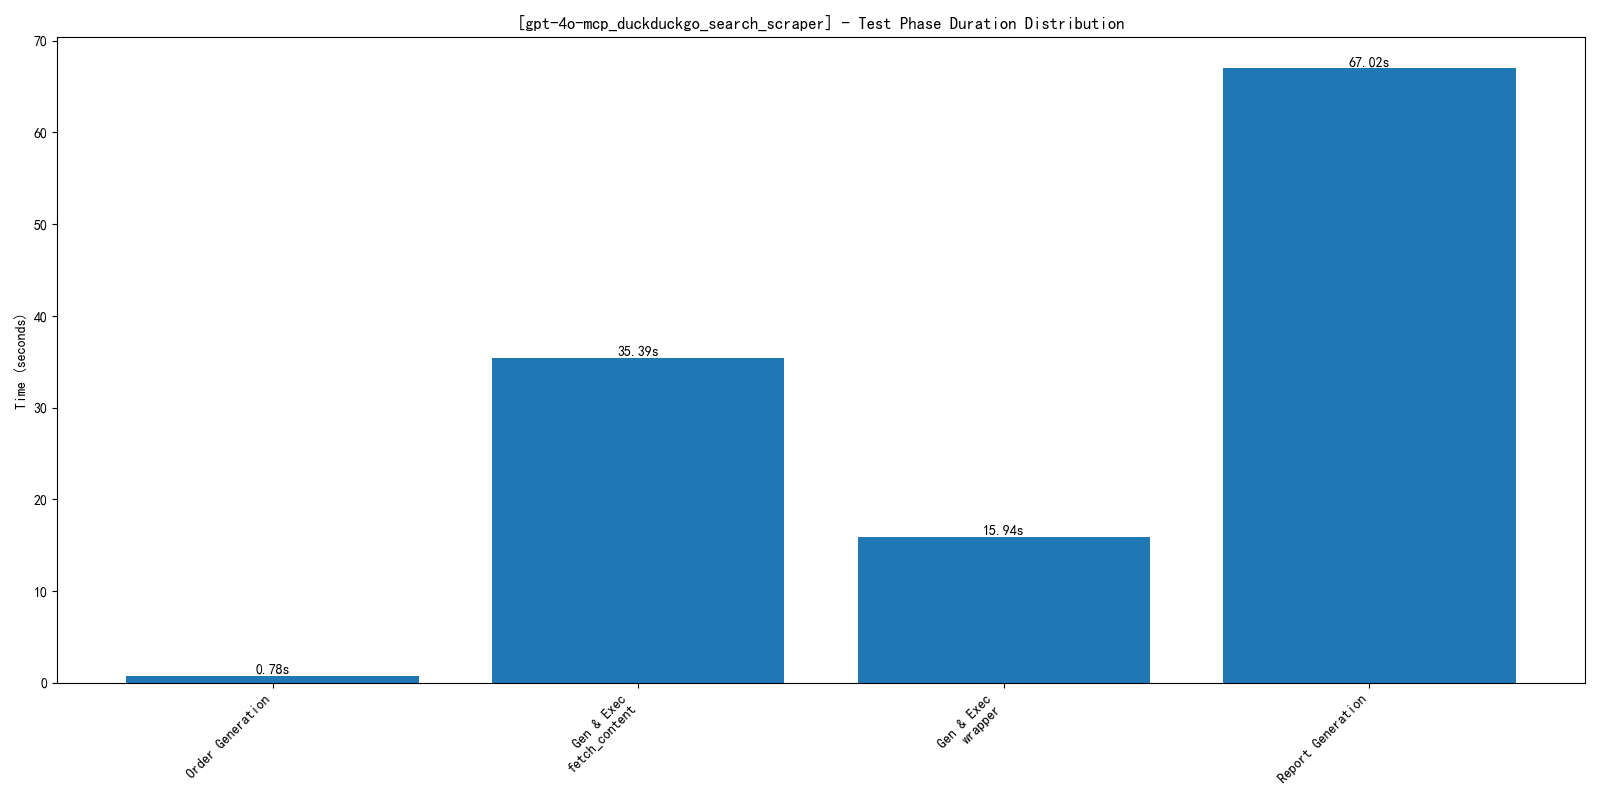 [gpt-4o-mcp_duckduckgo_search_scraper] - Test Phase Duration Distribution
Time (seconds)
70
60
50
40
30
20
10
0
0.78s
35.39s
15.94s
67.02s
Order Generation
Gen & Exec
fetch_content
Gen & Exec
wrapper
Report Generation